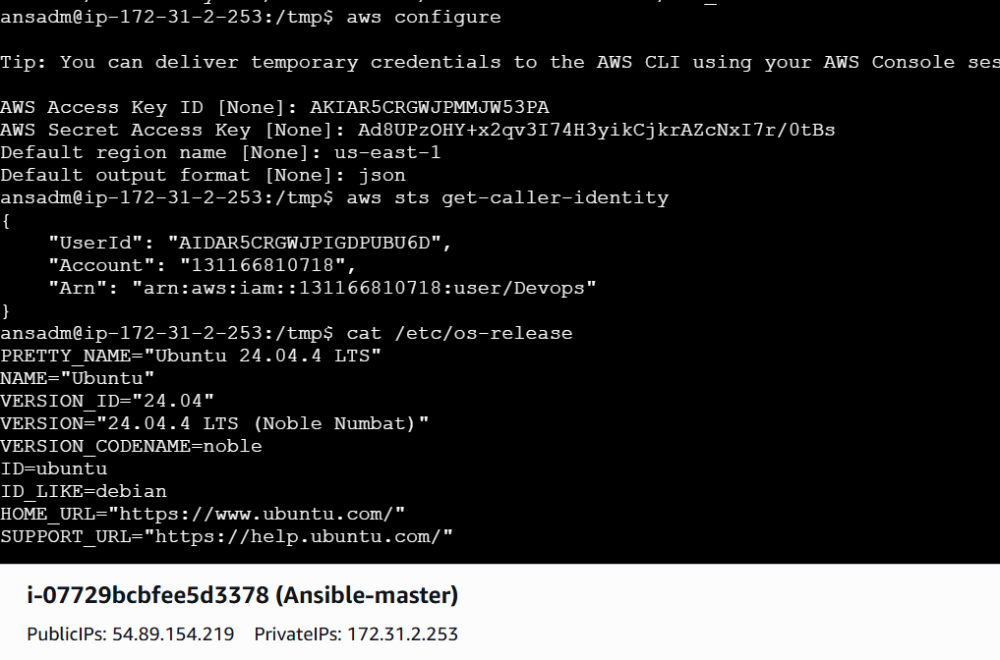 ansadm@ip-172-31-2-253:/tmp$ aws configure
Tip: You can deliver temporary credentials to the AWS CLI using your AWS Console ses
AWS Access Key ID [None]: AKIAR5CRGWJPMMJW53PA
AWS Secret Access Key [None]: Ad8UPzOHY+x2qv3I74H3yikCjkrAZcNxI7r/0tBs
Default region name [None]: us-east-1
Default output format [None]: json
ansadm@ip-172-31-2-253:/tmp$ aws sts get-caller-identity
{
    "UserId": "AIDAR5CRGWJPIGDPUBU6D",
    "Account": "131166810718",
    "Arn": "arn:aws:iam::131166810718:user/Devops"
}
ansadm@ip-172-31-2-253:/tmp$ cat /etc/os-release
PRETTY_NAME="Ubuntu 24.04.4 LTS"
NAME="Ubuntu"
VERSION_ID="24.04"
VERSION="24.04.4 LTS (Noble Numbat)"
VERSION_CODENAME=noble
ID=ubuntu
ID_LIKE=debian
HOME_URL="https://www.ubuntu.com/"
SUPPORT_URL="https://help.ubuntu.com/"
i-07729bcbfee5d3378 (Ansible-master)
PublicIPs: 54.89.154.219 PrivateIPs: 172.31.2.253